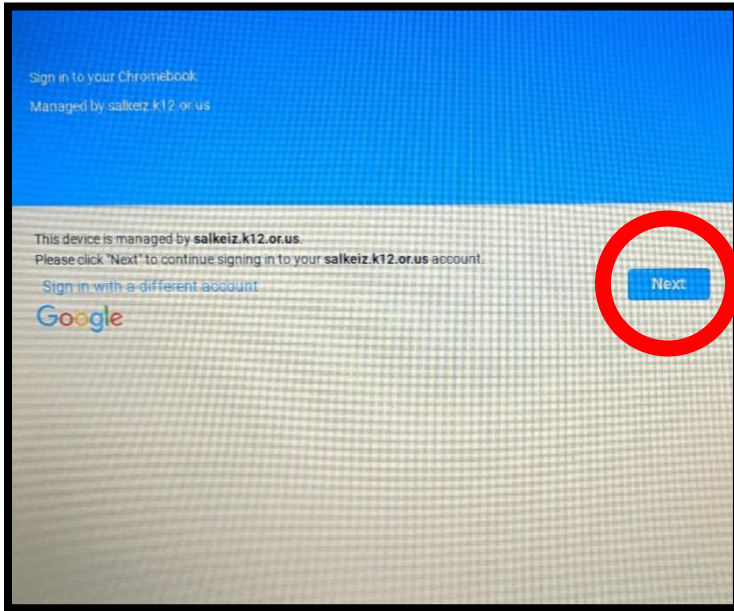 Sign in to your Chromebook
Managed by salkeiz.k12.or.us
This device is managed by salkeiz.k12.or.us.
Please click "Next" to continue signing in to your salkeiz.k12.or.us account.
Next
Sign in with a different account
Google